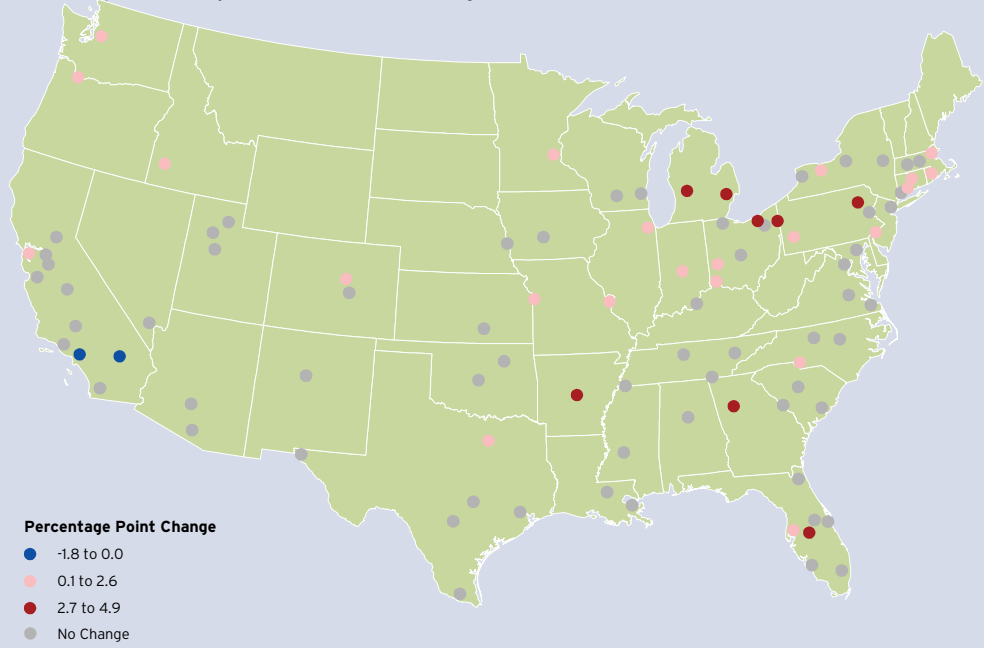 Percentage Point Change
-1.8 to 0.0
0.1 to 2.6
2.7 to 4.9
No Change